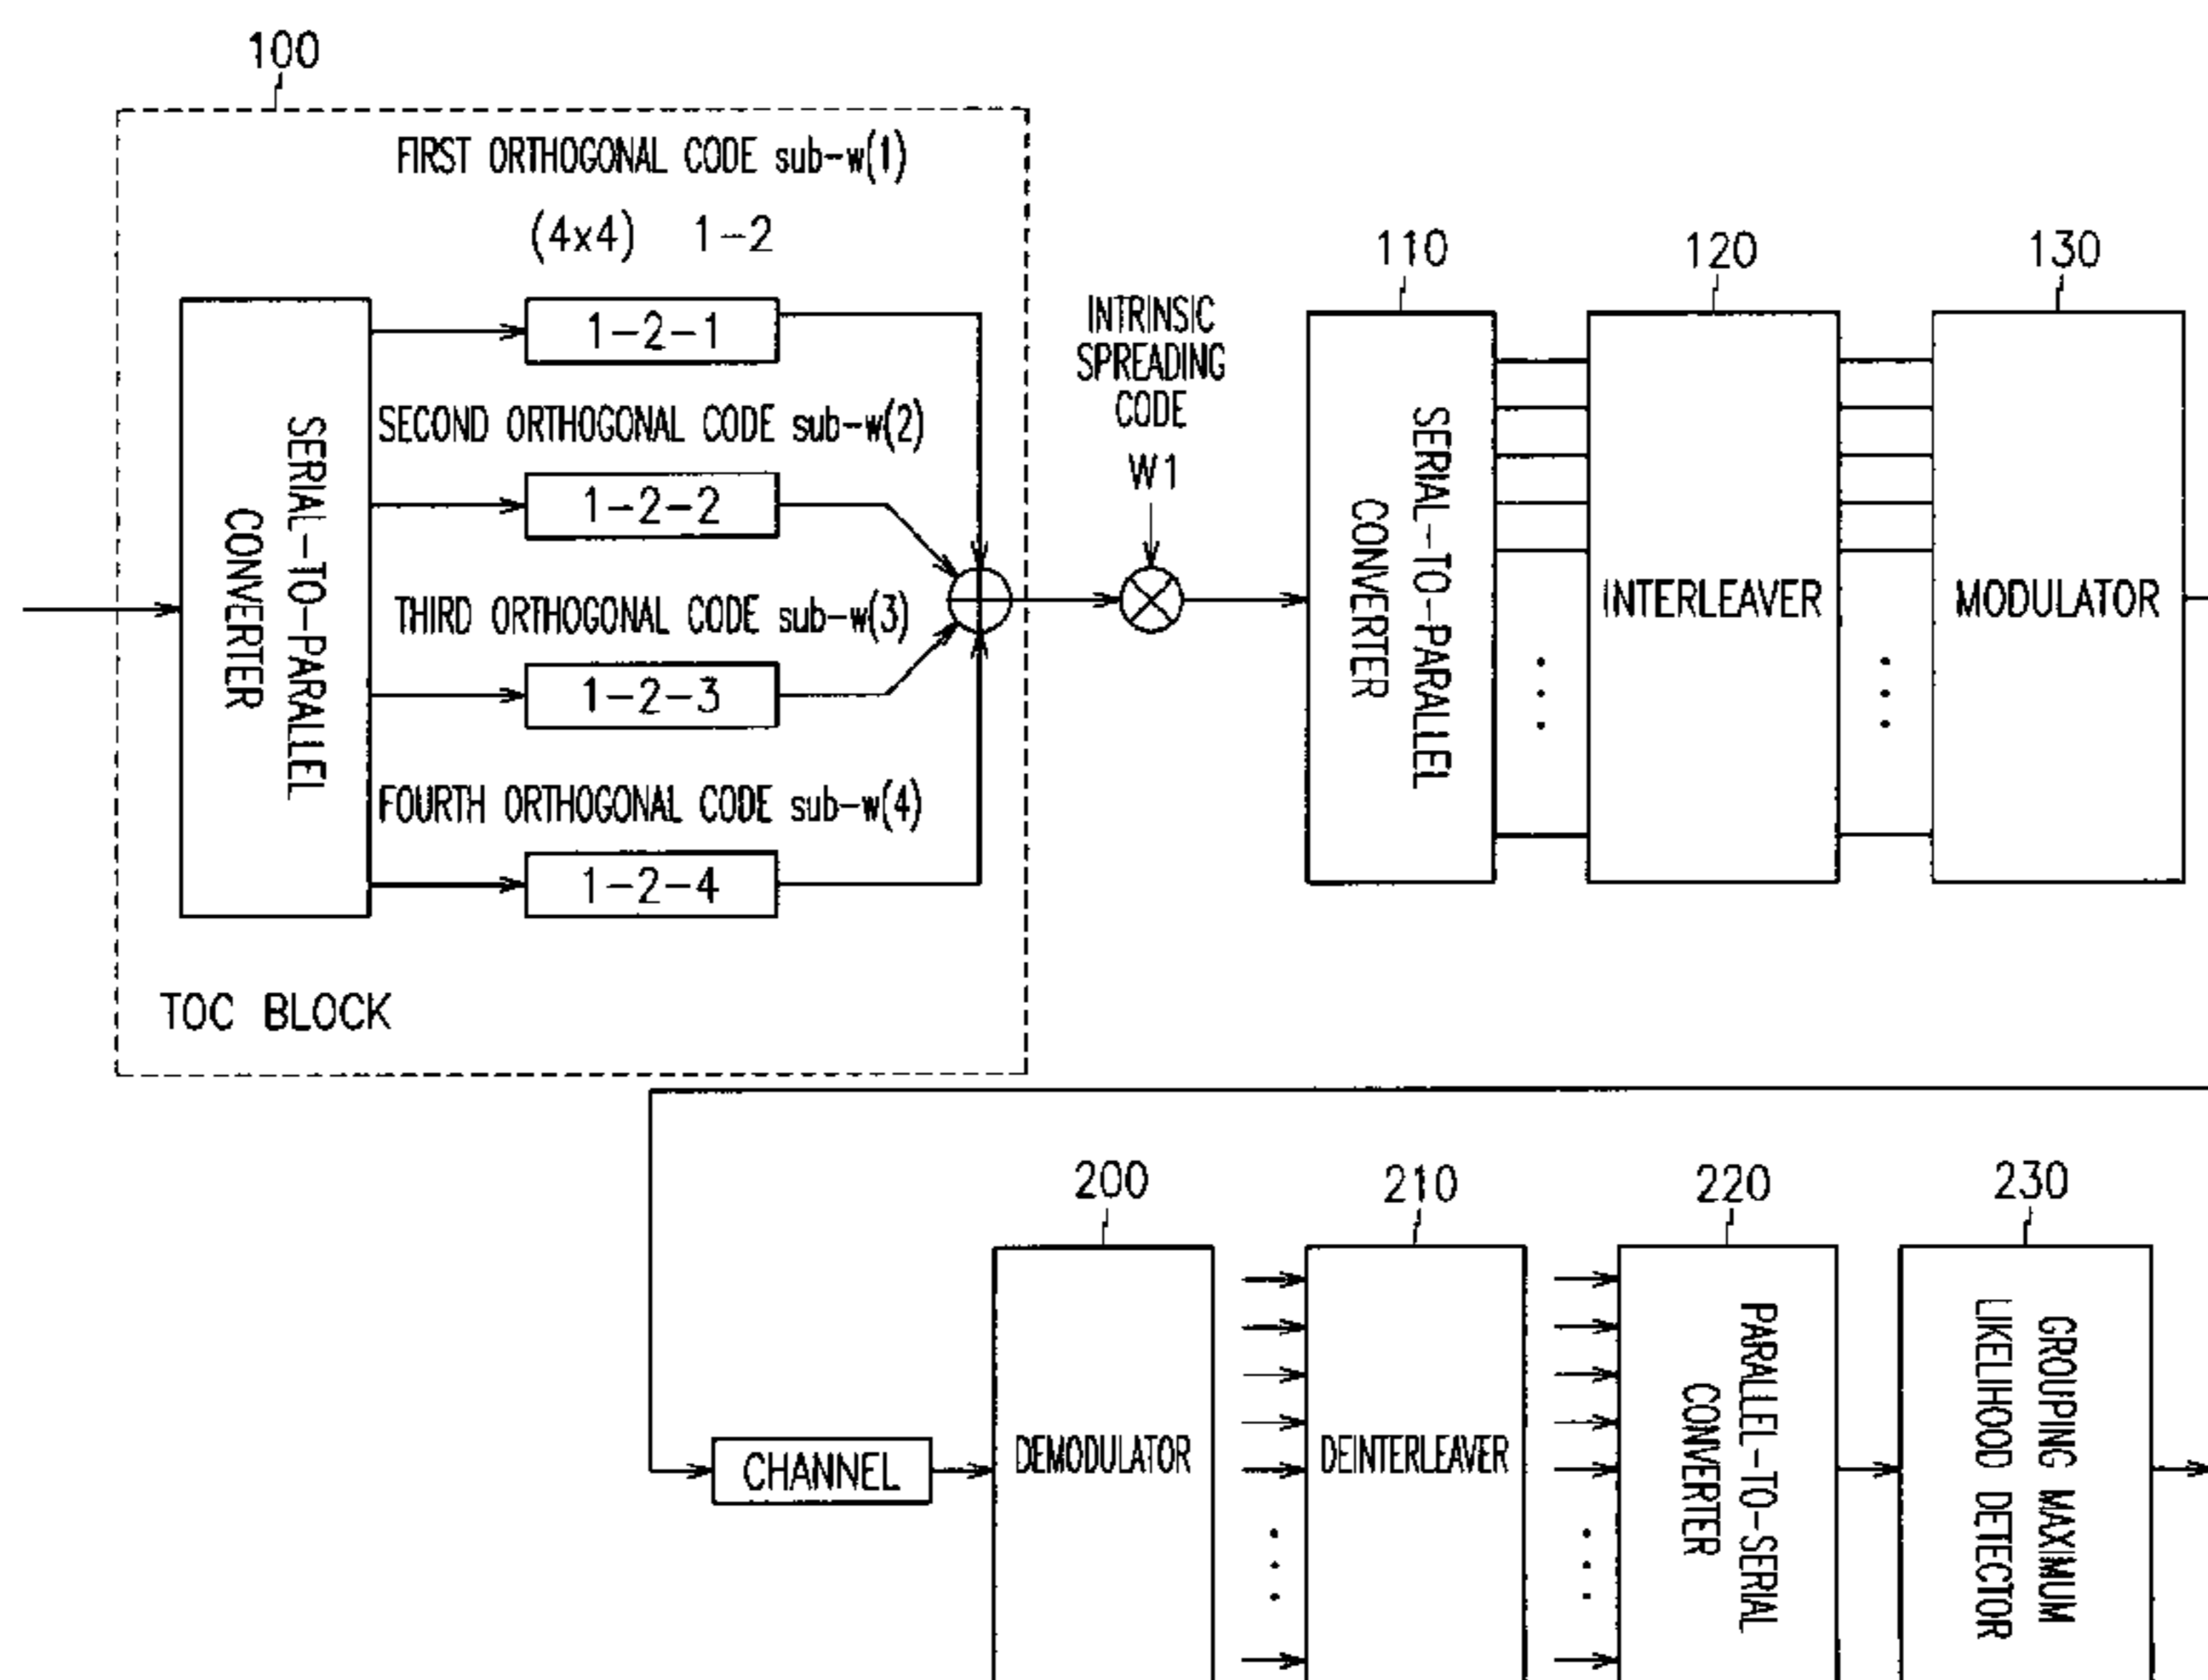 100
FIRST ORTHOGONAL CODE sub-w(1)
(4x4) 1-2
1-2-1
SECOND ORTHOGONAL CODE sub-w(2)
1-2-2
THIRD ORTHOGONAL CODE sub-w(3)
1-2-3
FOURTH ORTHOGONAL CODE sub-w(4)
1-2-4
SERIAL-TO-PARALLEL
CONVERTER
TOC BLOCK
INTRINSIC
SPREADING
CODE
W1
110
SERIAL-TO-PARALLEL
CONVERTER
120
INTERLEAVER
130
MODULATOR
CHANNEL
200
DEMODULATOR
210
DEINTERLEAVER
220
PARALLEL-TO-SERIAL
CONVERTER
230
GROUPING MAXIMUM
LIKELIHOOD DETECTOR